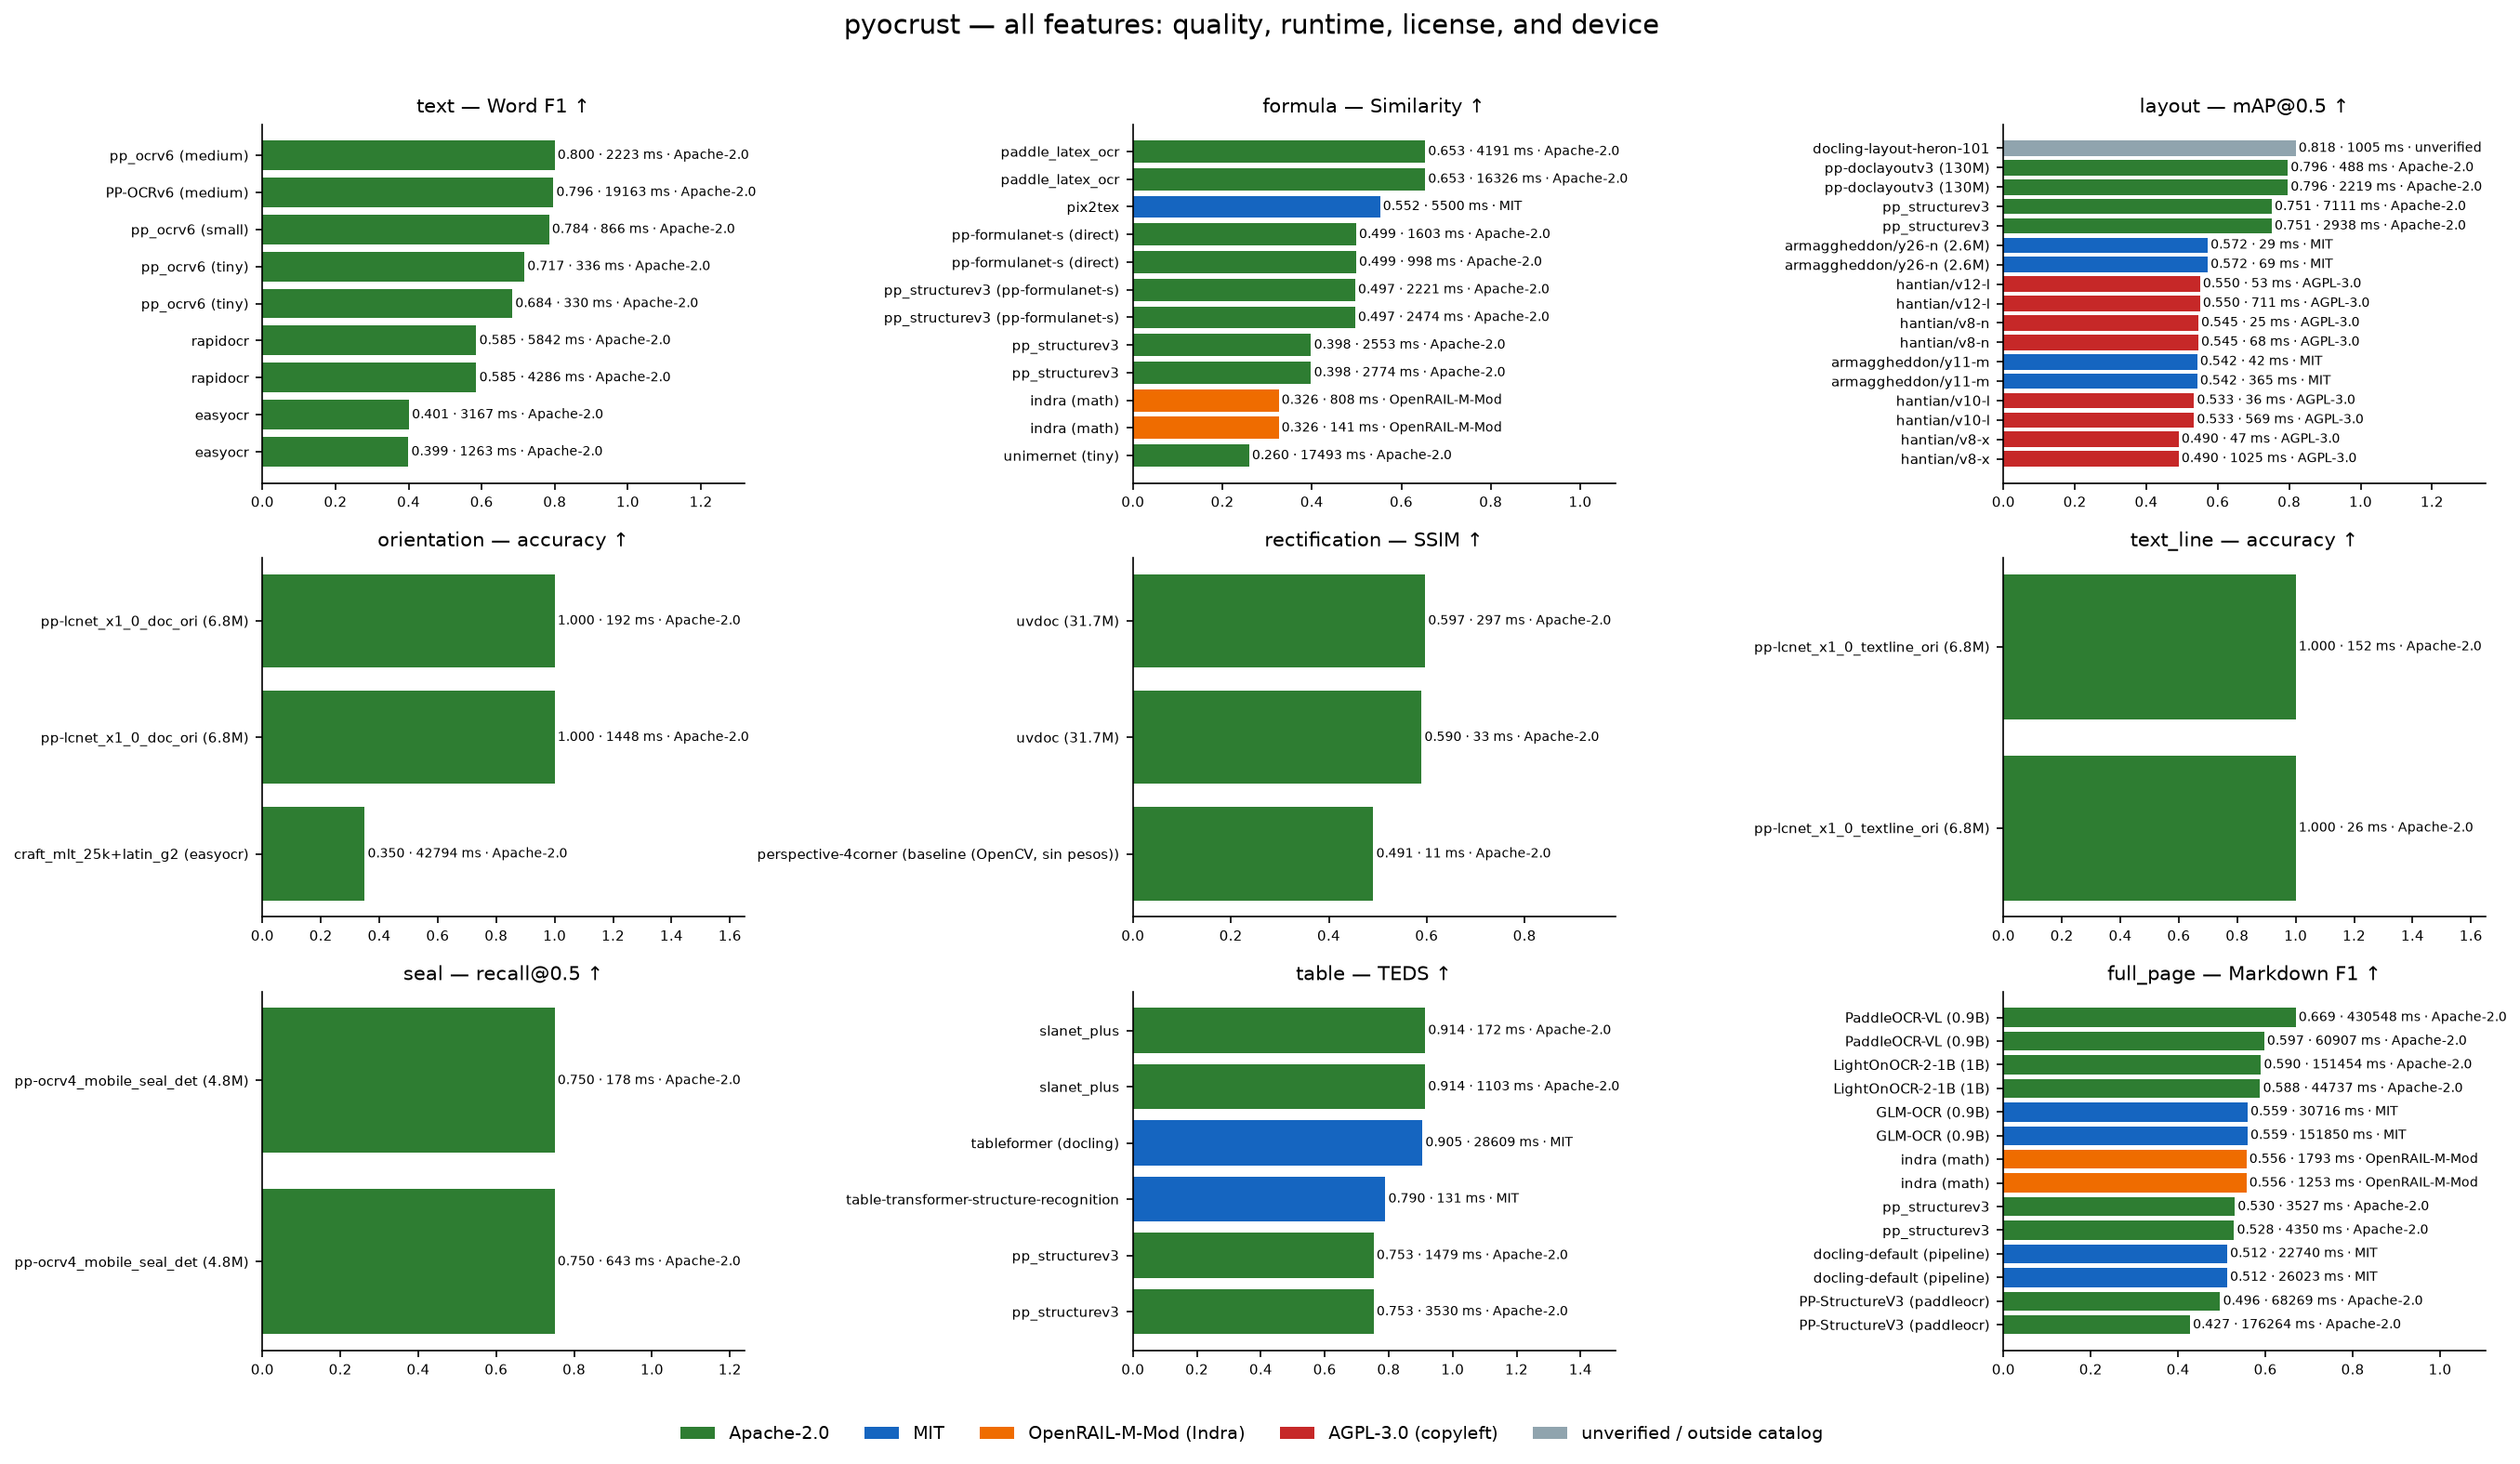 pyocrust — all features: quality, runtime, license, and device
text — Word F1 ↑
pp_ocrv6 (medium) 0.800 · 2223 ms · Apache-2.0
PP-OCRv6 (medium) 0.796 · 19163 ms · Apache-2.0
pp_ocrv6 (small) 0.784 · 866 ms · Apache-2.0
pp_ocrv6 (tiny) 0.717 · 336 ms · Apache-2.0
pp_ocrv6 (tiny) 0.684 · 330 ms · Apache-2.0
rapidocr 0.585 · 5842 ms · Apache-2.0
rapidocr 0.585 · 4286 ms · Apache-2.0
easyocr 0.401 · 3167 ms · Apache-2.0
easyocr 0.399 · 1263 ms · Apache-2.0
0.0 0.2 0.4 0.6 0.8 1.0 1.2
formula — Similarity ↑
paddle_latex_ocr 0.653 · 4191 ms · Apache-2.0
paddle_latex_ocr 0.653 · 16326 ms · Apache-2.0
pix2tex 0.552 · 5500 ms · MIT
pp-formulanet-s (direct) 0.499 · 1603 ms · Apache-2.0
pp-formulanet-s (direct) 0.499 · 998 ms · Apache-2.0
pp_structurev3 (pp-formulanet-s) 0.497 · 2221 ms · Apache-2.0
pp_structurev3 (pp-formulanet-s) 0.497 · 2474 ms · Apache-2.0
pp_structurev3 0.398 · 2553 ms · Apache-2.0
pp_structurev3 0.398 · 2774 ms · Apache-2.0
indra (math) 0.326 · 808 ms · OpenRAIL-M-Mod
indra (math) 0.326 · 141 ms · OpenRAIL-M-Mod
unimernet (tiny) 0.260 · 17493 ms · Apache-2.0
0.0 0.2 0.4 0.6 0.8 1.0
layout — mAP@0.5 ↑
docling-layout-heron-101 0.818 · 1005 ms · unverified
pp-doclayoutv3 (130M) 0.796 · 488 ms · Apache-2.0
pp-doclayoutv3 (130M) 0.796 · 2219 ms · Apache-2.0
pp_structurev3 0.751 · 7111 ms · Apache-2.0
pp_structurev3 0.751 · 2938 ms · Apache-2.0
armaggheddon/y26-n (2.6M) 0.572 · 29 ms · MIT
armaggheddon/y26-n (2.6M) 0.572 · 69 ms · MIT
hantian/v12-l 0.550 · 53 ms · AGPL-3.0
hantian/v12-l 0.550 · 711 ms · AGPL-3.0
hantian/v8-n 0.545 · 25 ms · AGPL-3.0
hantian/v8-n 0.545 · 68 ms · AGPL-3.0
armaggheddon/y11-m 0.542 · 42 ms · MIT
armaggheddon/y11-m 0.542 · 365 ms · MIT
hantian/v10-l 0.533 · 36 ms · AGPL-3.0
hantian/v10-l 0.533 · 569 ms · AGPL-3.0
hantian/v8-x 0.490 · 47 ms · AGPL-3.0
hantian/v8-x 0.490 · 1025 ms · AGPL-3.0
0.0 0.2 0.4 0.6 0.8 1.0 1.2
orientation — accuracy ↑
pp-lcnet_x1_0_doc_ori (6.8M) 1.000 · 192 ms · Apache-2.0
pp-lcnet_x1_0_doc_ori (6.8M) 1.000 · 1448 ms · Apache-2.0
craft_mlt_25k+latin_g2 (easyocr) 0.350 · 42794 ms · Apache-2.0
0.0 0.2 0.4 0.6 0.8 1.0 1.2 1.4 1.6
rectification — SSIM ↑
uvdoc (31.7M) 0.597 · 297 ms · Apache-2.0
uvdoc (31.7M) 0.590 · 33 ms · Apache-2.0
perspective-4corner (baseline (OpenCV, sin pesos)) 0.491 · 11 ms · Apache-2.0
0.0 0.2 0.4 0.6 0.8
text_line — accuracy ↑
pp-lcnet_x1_0_textline_ori (6.8M) 1.000 · 152 ms · Apache-2.0
pp-lcnet_x1_0_textline_ori (6.8M) 1.000 · 26 ms · Apache-2.0
0.0 0.2 0.4 0.6 0.8 1.0 1.2 1.4 1.6
seal — recall@0.5 ↑
pp-ocrv4_mobile_seal_det (4.8M) 0.750 · 178 ms · Apache-2.0
pp-ocrv4_mobile_seal_det (4.8M) 0.750 · 643 ms · Apache-2.0
0.0 0.2 0.4 0.6 0.8 1.0 1.2
table — TEDS ↑
slanet_plus 0.914 · 172 ms · Apache-2.0
slanet_plus 0.914 · 1103 ms · Apache-2.0
tableformer (docling) 0.905 · 28609 ms · MIT
table-transformer-structure-recognition 0.790 · 131 ms · MIT
pp_structurev3 0.753 · 1479 ms · Apache-2.0
pp_structurev3 0.753 · 3530 ms · Apache-2.0
0.0 0.2 0.4 0.6 0.8 1.0 1.2 1.4
full_page — Markdown F1 ↑
PaddleOCR-VL (0.9B) 0.669 · 430548 ms · Apache-2.0
PaddleOCR-VL (0.9B) 0.597 · 60907 ms · Apache-2.0
LightOnOCR-2-1B (1B) 0.590 · 151454 ms · Apache-2.0
LightOnOCR-2-1B (1B) 0.588 · 44737 ms · Apache-2.0
GLM-OCR (0.9B) 0.559 · 30716 ms · MIT
GLM-OCR (0.9B) 0.559 · 151850 ms · MIT
indra (math) 0.556 · 1793 ms · OpenRAIL-M-Mod
indra (math) 0.556 · 1253 ms · OpenRAIL-M-Mod
pp_structurev3 0.530 · 3527 ms · Apache-2.0
pp_structurev3 0.528 · 4350 ms · Apache-2.0
docling-default (pipeline) 0.512 · 22740 ms · MIT
docling-default (pipeline) 0.512 · 26023 ms · MIT
PP-StructureV3 (paddleocr) 0.496 · 68269 ms · Apache-2.0
PP-StructureV3 (paddleocr) 0.427 · 176264 ms · Apache-2.0
0.0 0.2 0.4 0.6 0.8 1.0
Apache-2.0 MIT OpenRAIL-M-Mod (Indra) AGPL-3.0 (copyleft) unverified / outside catalog